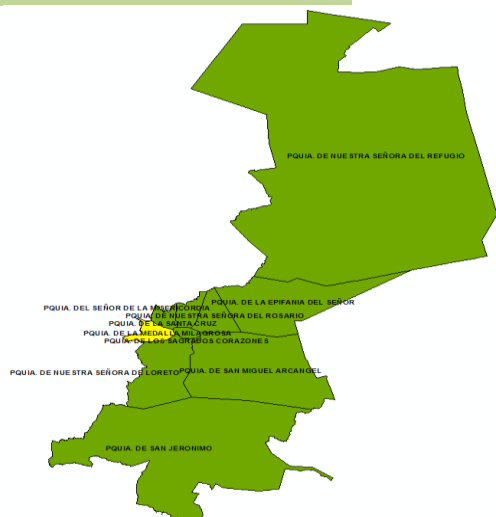 PQUIA. DE NUESTRA SEÑORA DEL REFUGIO
PQUIA. DE LA EPIFANIA DEL SEÑOR
PQUIA. DEL SEÑOR DE LA MISERICORDIA
PQUIA. DE NUESTRA SEÑORA DEL ROSARIO
PQUIA. DE LA SANTA CRUZ
PQUIA. DE LA MEDALLA MILAGROSA
PQUIA. DE LOS SAGRADOS CORAZONES
PQUIA. DE NUESTRA SEÑORA DE LORETO
PQUIA. DE SAN MIGUEL ARCANGEL
PQUIA. DE SAN JERONIMO